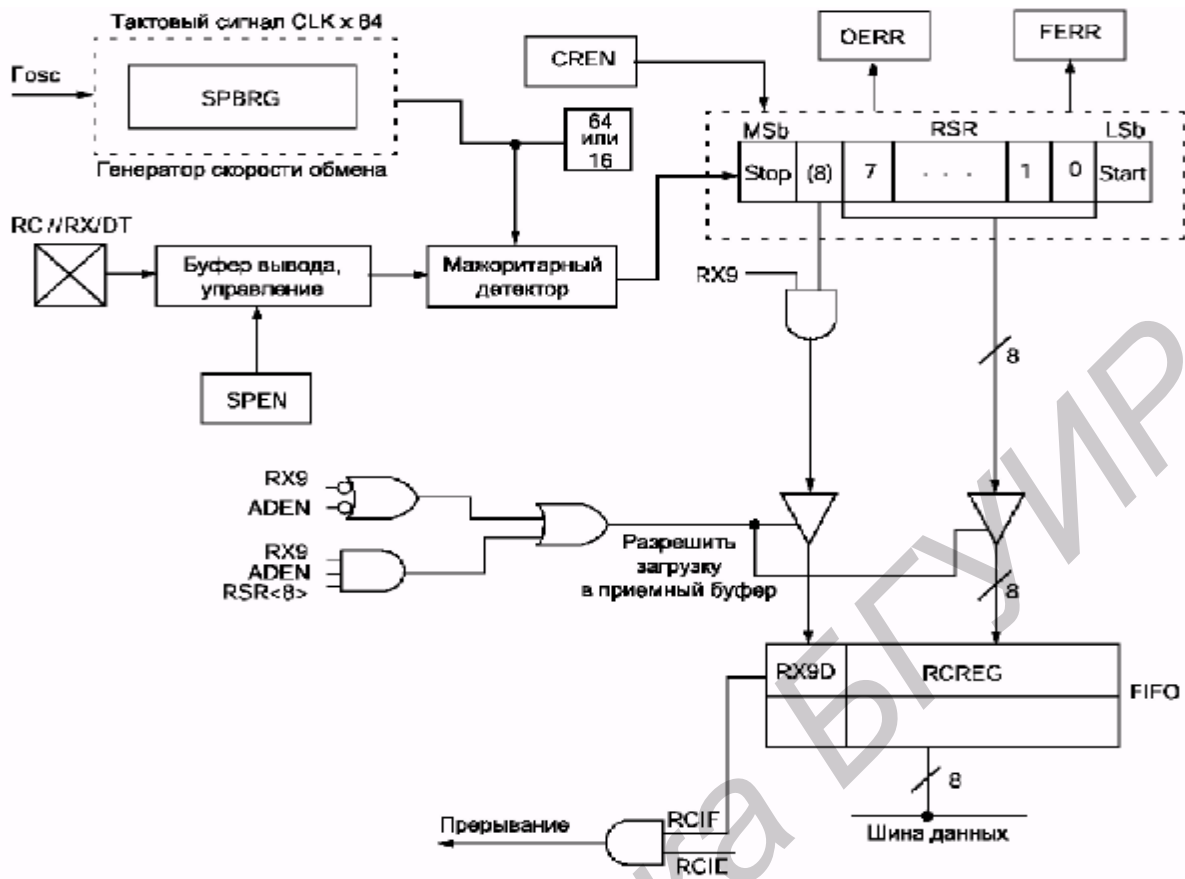 Тактовый сигнал CLK x 64
Fosc
SPBRG
Генератор скорости обмена
CREN
OERR
FERR
64
или
16
MSb
RSR
LSb
Stop
(8)
7
. . .
1
0
Start
RC7/RX/DT
Буфер вывода,
управление
Мажоритарный
детектор
RX9
SPEN
8
RX9
ADEN
RX9
ADEN
RSR<8>
Разрешить
загрузку
в приемный буфер
8
RX9D
RCREG
FIFO
8
Шина данных
Прерывание
RCIF
RCIE
БГУИР